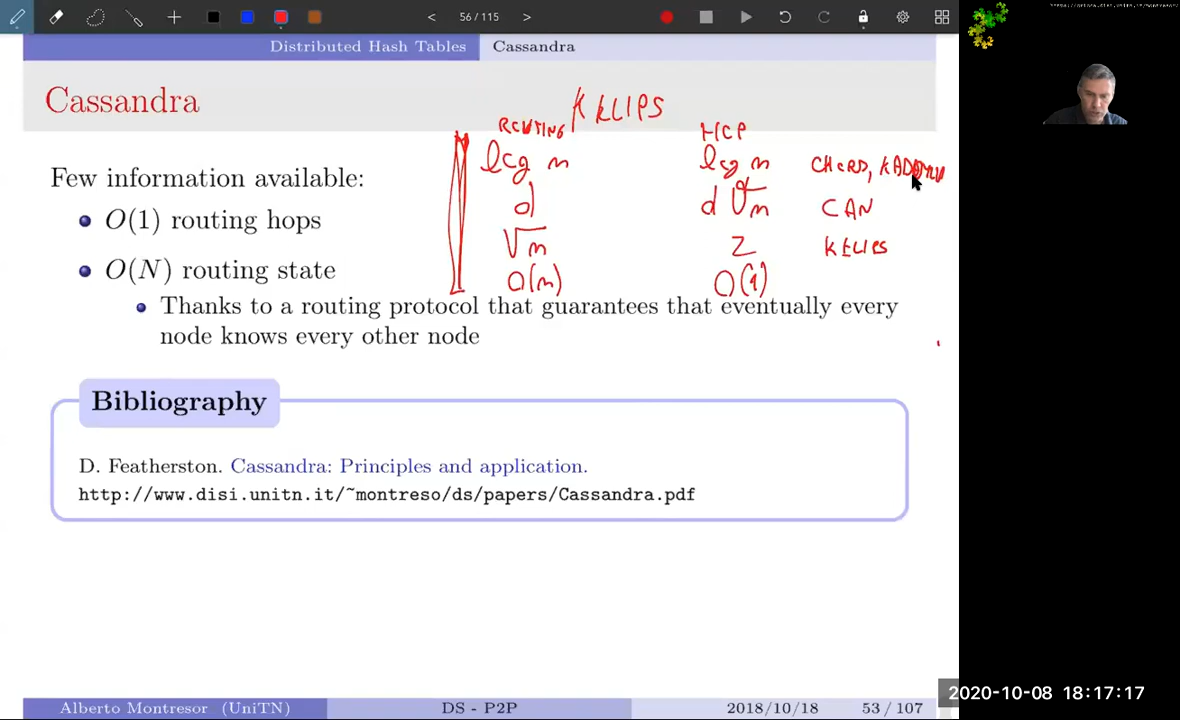 56 / 115
Distributed Hash Tables Cassandra
Cassandra
KELIPS
ROUTING HOP
log n log n CHORD, KAD
d d ᵈ√n CAN
√n 2 KELIPS
O(n) O(1)
Few information available:
O(1) routing hops
O(N) routing state
Thanks to a routing protocol that guarantees that eventually every
node knows every other node
Bibliography
D. Featherston. Cassandra: Principles and application.
http://www.disi.unitn.it/~montreso/ds/papers/Cassandra.pdf
2020-10-08 18:17:17
Alberto Montresor (UniTN) DS - P2P 2018/10/18 53 / 107